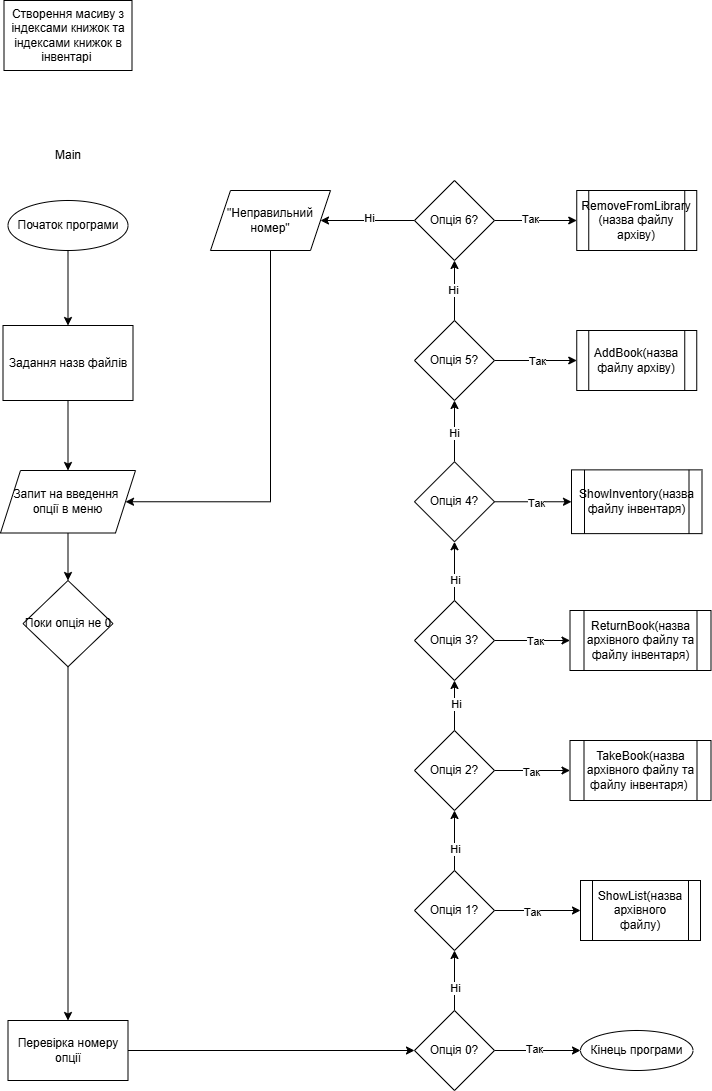 Створення масиву з
індексами книжок та
індексами книжок в
інвентарі
Main
Початок програми
"Неправильний
номер"
Ні
Опція 6?
Так
RemoveFromLibrary
(назва файлу
архіву)
Ні
Задання назв файлів
Опція 5?
Так
AddBook(назва
файлу архіву)
Ні
Запит на введення
опції в меню
Опція 4?
Так
ShowInventory(назва
файлу інвентаря)
Ні
Поки опція не 0
Опція 3?
Так
ReturnBook(назва
архівного файлу та
файлу інвентаря)
Ні
Опція 2?
Так
TakeBook(назва
архівного файлу та
файлу інвентаря)
Ні
Опція 1?
Так
ShowList(назва
архівного
файлу)
Ні
Перевірка номеру
опції
Опція 0?
Так
Кінець програми